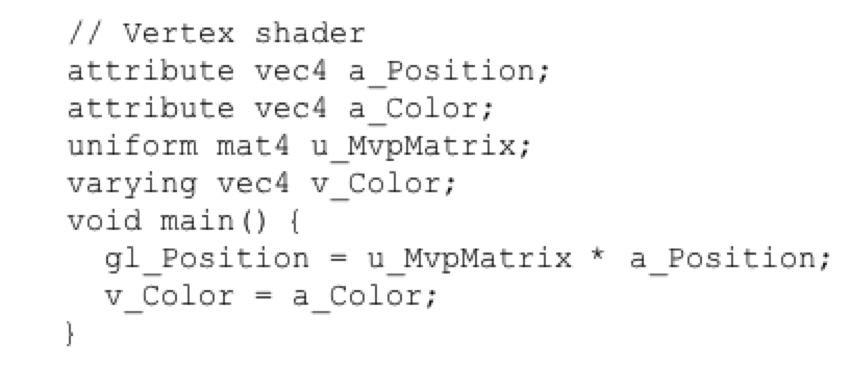 // Vertex shader
attribute vec4 a_Position;
attribute vec4 a_Color;
uniform mat4 u_MvpMatrix;
varying vec4 v_Color;
void main() {
  gl_Position = u_MvpMatrix * a_Position;
  v_Color = a_Color;
}